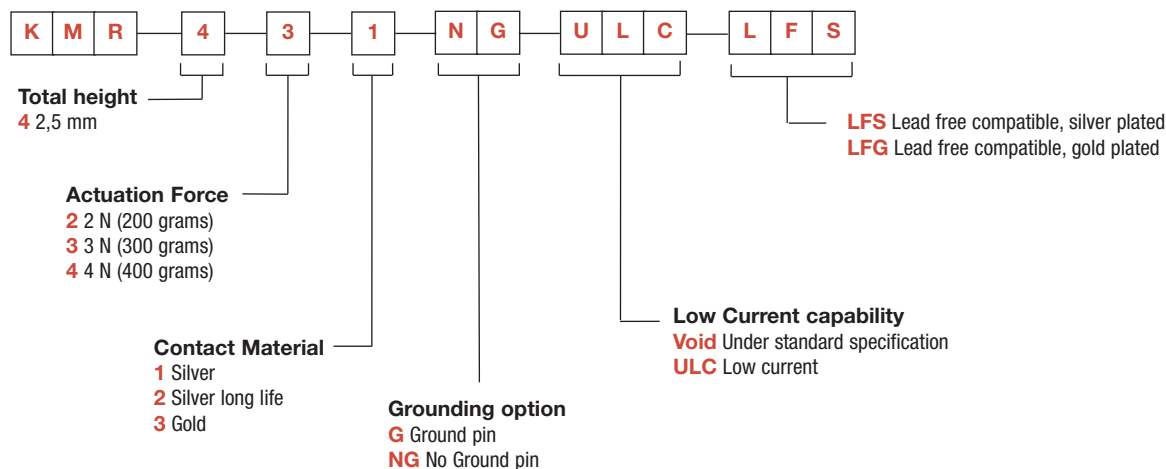 K M R 4 3 1 N G U L C L F S
Total height
4 2,5 mm
LFS Lead free compatible, silver plated
LFG Lead free compatible, gold plated
Actuation Force
2 2 N (200 grams)
3 3 N (300 grams)
4 4 N (400 grams)
Low Current capability
Void Under standard specification
ULC Low current
Contact Material
1 Silver
2 Silver long life
3 Gold
Grounding option
G Ground pin
NG No Ground pin